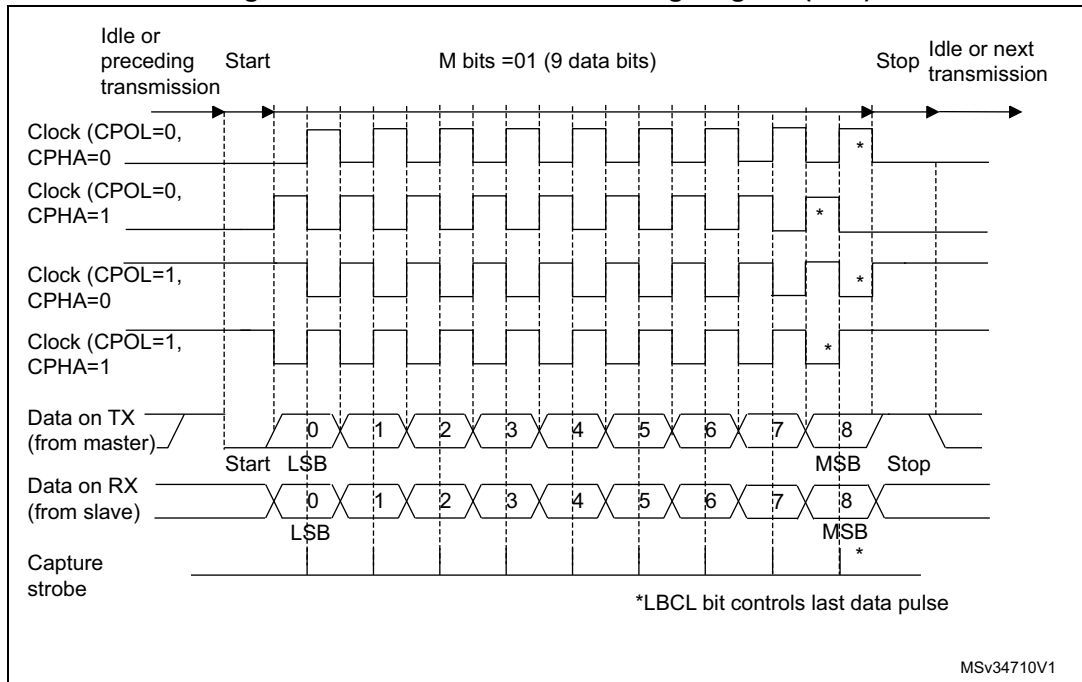 Idle or
preceding
transmission
Start
M bits =01 (9 data bits)
Stop
Idle or next
transmission
Clock (CPOL=0,
CPHA=0
*
Clock (CPOL=0,
CPHA=1
*
Clock (CPOL=1,
CPHA=0
*
Clock (CPOL=1,
CPHA=1
*
Data on TX
(from master)
0 1 2 3 4 5 6 7 8
Start LSB MSB Stop
Data on RX
(from slave)
0 1 2 3 4 5 6 7 8
LSB MSB
Capture
strobe
*
*LBCL bit controls last data pulse
MSv34710V1